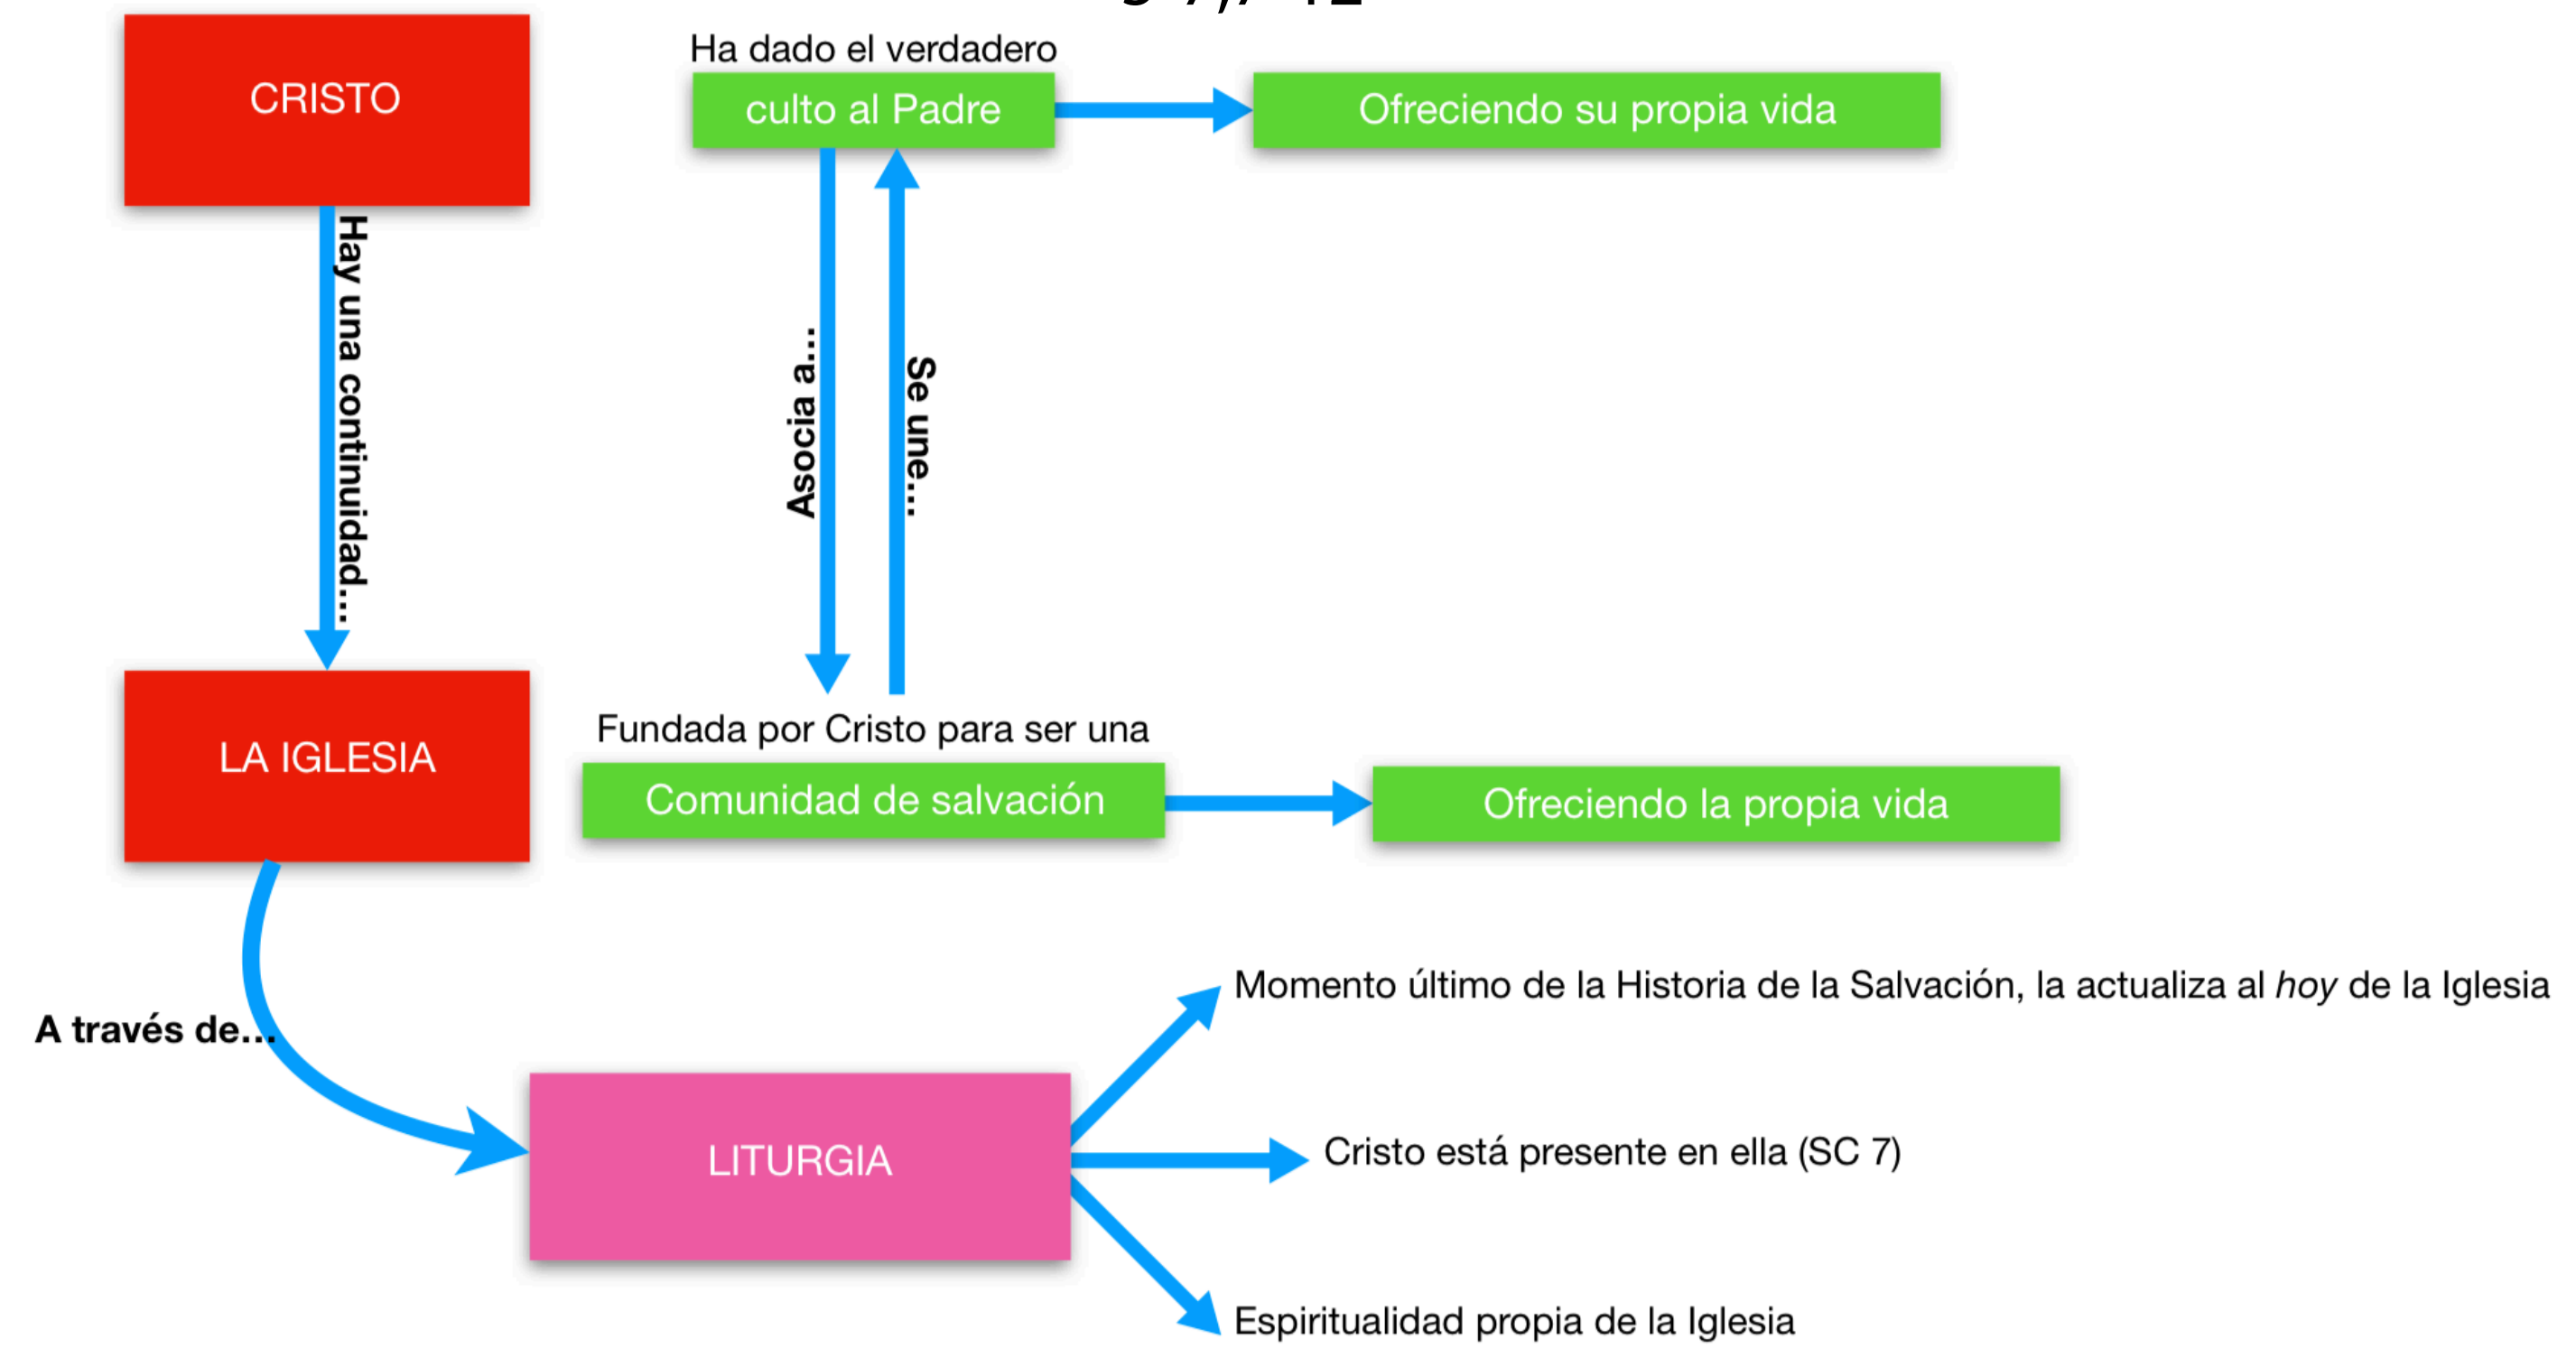 CRISTO
Ha dado el verdadero
culto al Padre
Ofreciendo su propia vida
Hay una continuidad...
Asocia a...
Se une...
LA IGLESIA
Fundada por Cristo para ser una
Comunidad de salvación
Ofreciendo la propia vida
A través de...
LITURGIA
Momento último de la Historia de la Salvación, la actualiza al hoy de la Iglesia
Cristo está presente en ella (SC 7)
Espiritualidad propia de la Iglesia